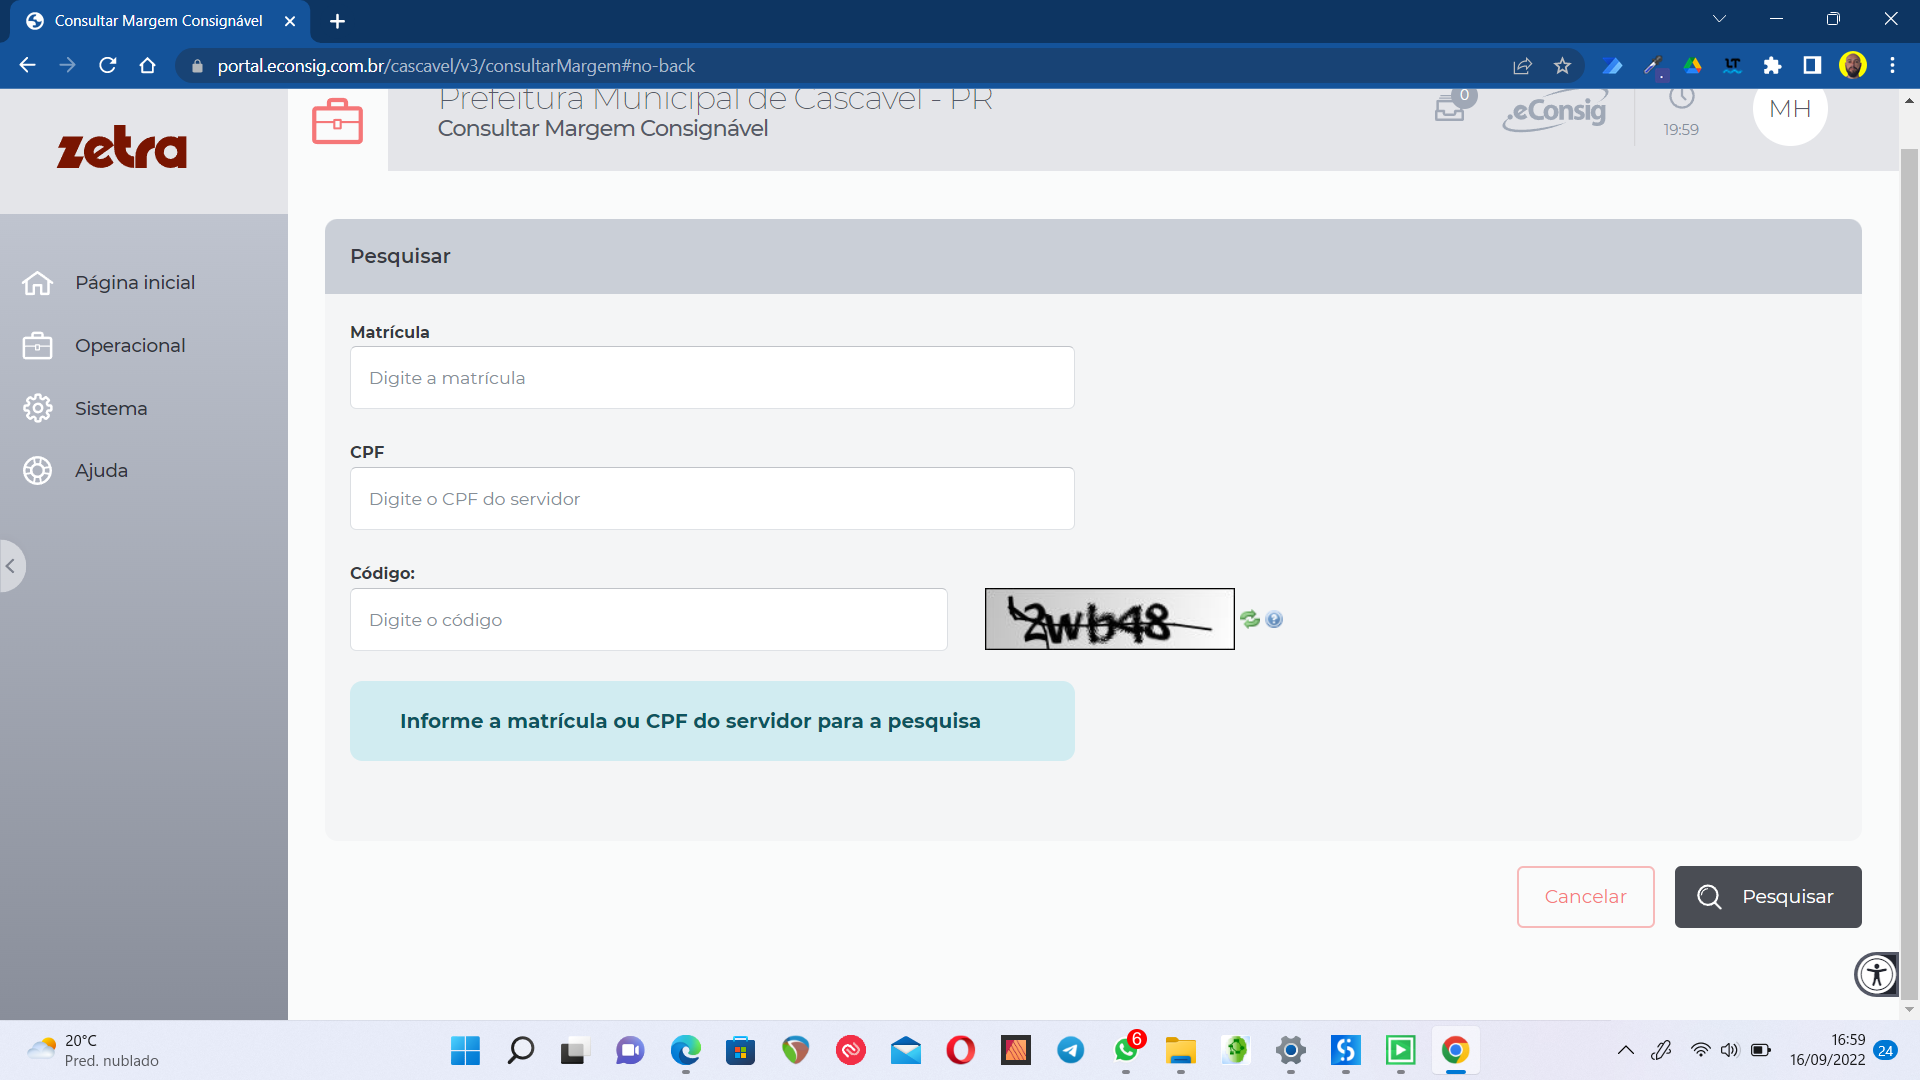 Consultar Margem Consignável
portal.econsig.com.br/cascavel/v3/consultarMargem#no-back
zetra
Prefeitura Municipal de Cascavel - PR
Consultar Margem Consignável
0
.eConsig
19:59
MH
Página inicial
Operacional
Sistema
Ajuda
Pesquisar
Matrícula
Digite a matrícula
CPF
Digite o CPF do servidor
Código:
Digite o código
2wb48
Informe a matrícula ou CPF do servidor para a pesquisa
Cancelar
Pesquisar
20°C
Pred. nublado
6
16:59
16/09/2022
24